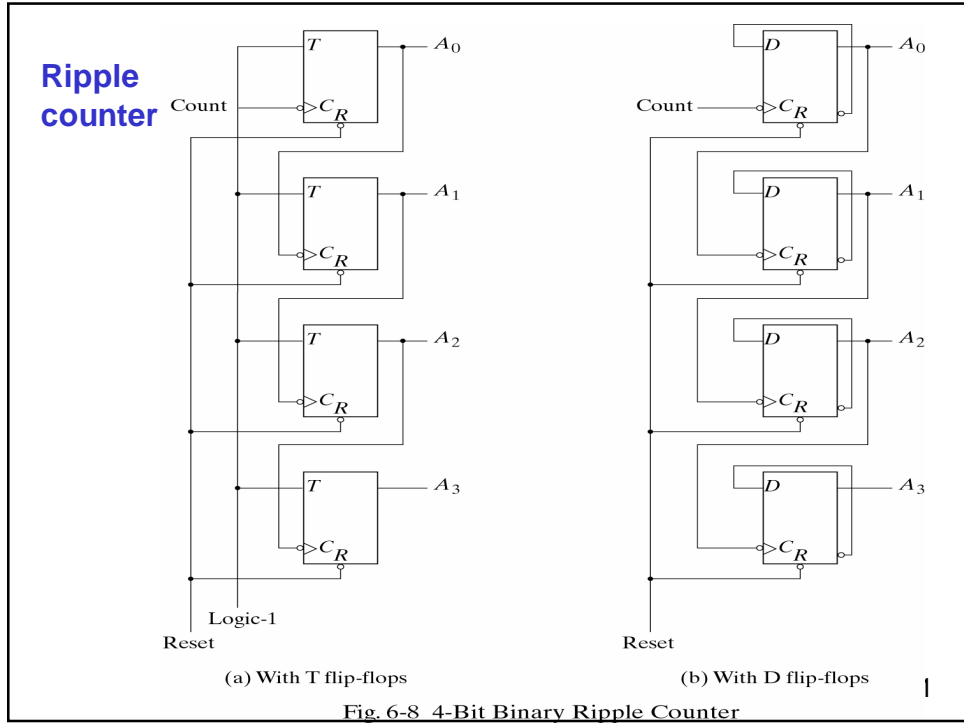 Ripple
counter
T
A0
Count
C
R
T
A1
C
R
T
A2
C
R
T
A3
C
R
Logic-1
Reset
(a) With T flip-flops
D
A0
Count
C
R
D
A1
C
R
D
A2
C
R
D
A3
C
R
Reset
(b) With D flip-flops
Fig. 6-8 4-Bit Binary Ripple Counter
١